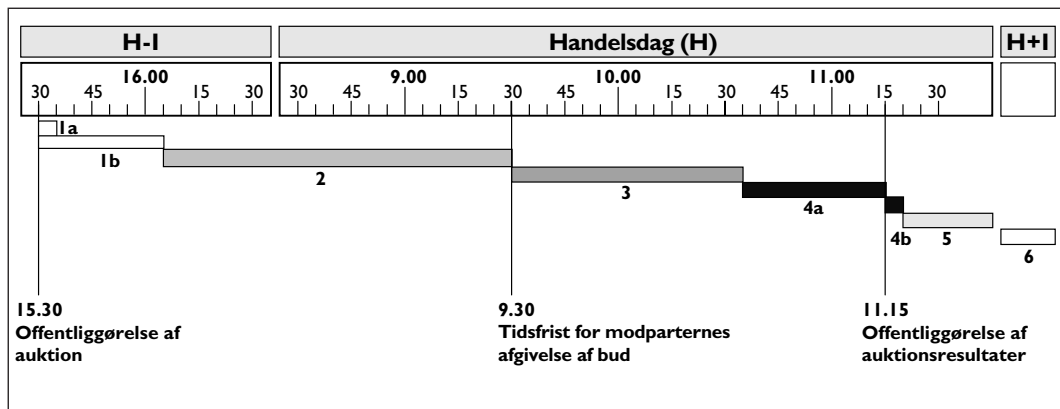 H-I Handelsdag (H) H+I
16.00 9.00 10.00 11.00
30 45 15 30 30 45 15 30 45 15 30 45 15 30
1a
1b
2
3
4a
4b 5
6
15.30 9.30 11.15
Offentliggørelse af Tidsfrist for modparternes Offentliggørelse af
auktion afgivelse af bud auktionsresultater